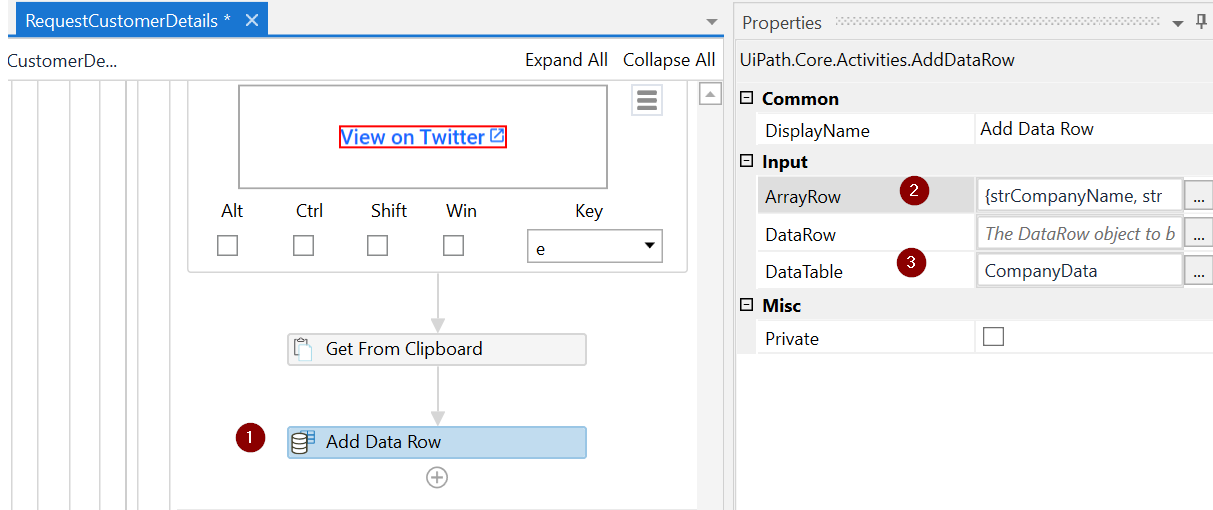 RequestCustomerDetails *
CustomerDe...
Expand All Collapse All
View on Twitter
Alt Ctrl Shift Win Key
e
Get From Clipboard
1 Add Data Row
Properties
UiPath.Core.Activities.AddDataRow
Common
DisplayName Add Data Row
Input
ArrayRow 2 {strCompanyName, str ...
DataRow The DataRow object to b ...
DataTable 3 CompanyData ...
Misc
Private